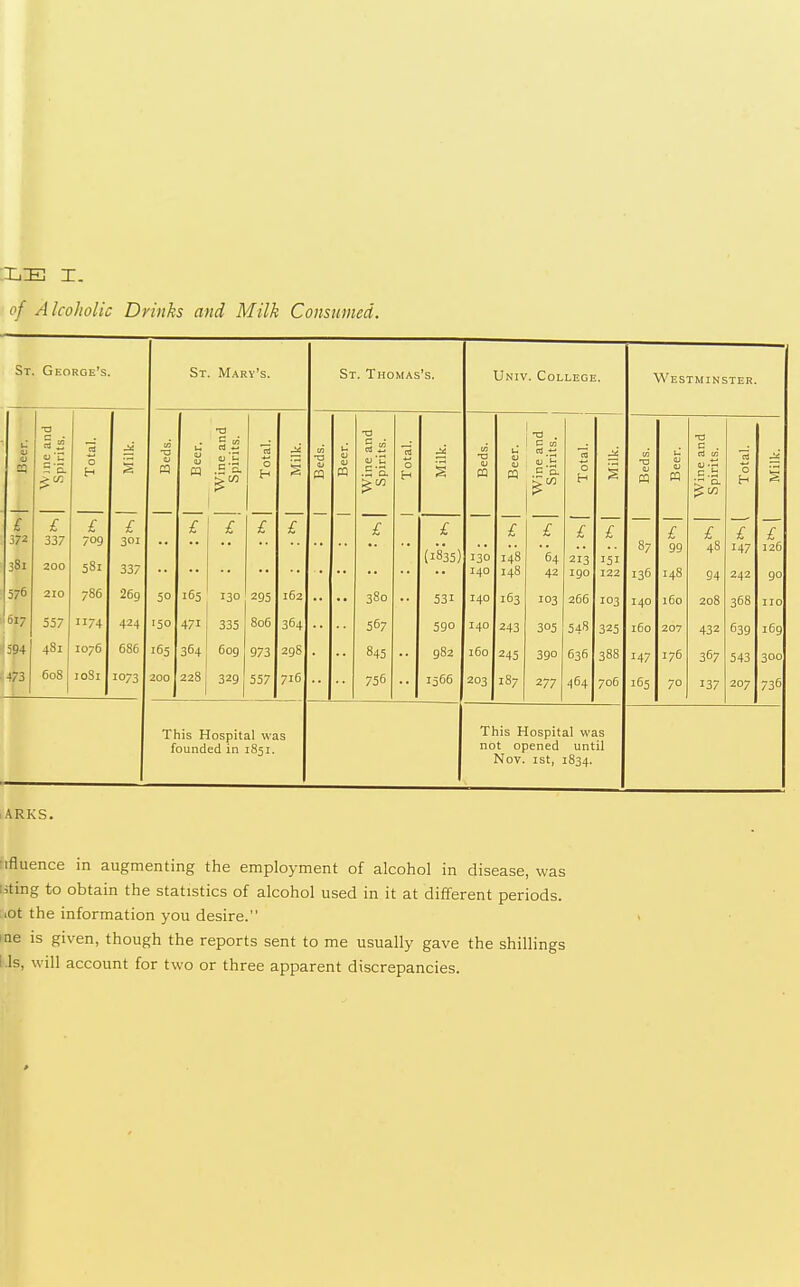 LE I.
of Alcoholic Drinks and Milk Consumed.
St. George's. St. Mary's. St. Thomas's. Univ. College. Westminster.
Beer. Wine and Spirits. Total. Milk. Beds. Beer. Wine and Spirits. Total. Milk. Beds. Beer. Wine and Spirits. Total. Milk. Beds. Beer. Wine and Spirits. Total. Milk. Beds. Beer. Wine and Spirits. Total. Milk.
£ £ £ £ £ £ £ £ £ £ £ £ £ £ £ £ £ £
372 337 709 301 .. .. .. .. .. .. .. .. .. .. .. .. .. .. .. 87 99 48 147 126
381 200 581 337 .. .. .. .. .. .. .. .. .. (1835) .. 130 140 148 148 64 42 213 190 151 122 136 148 94 242 90
576 210 786 269 50 165 130 295 162 .. .. 380 .. 531 140 163 103 266 103 140 160 208 368 110
617 557 1174 424 150 471 335 806 364 .. .. 567 .. 590 140 243 305 548 325 160 207 432 639 169
594 481 1076 686 165 364 609 973 298 . .. 845 .. 982 160 245 390 636 388 147 176 367 543 300
473 608 1081 1073 200 228 329 557 716 .. .. 756 .. 1366 203 187 277 464 706 165 70 137 207 736
This Hospital was
founded in 1851.
This Hospital was
not opened until
Nov. 1st, 1834.
ARKS.
ifluence in augmenting the employment of alcohol in disease, was
sting to obtain the statistics of alcohol used in it at different periods.
ot the information you desire."
ne is given, though the reports sent to me usually gave the shillings
ls, will account for two or three apparent discrepancies.